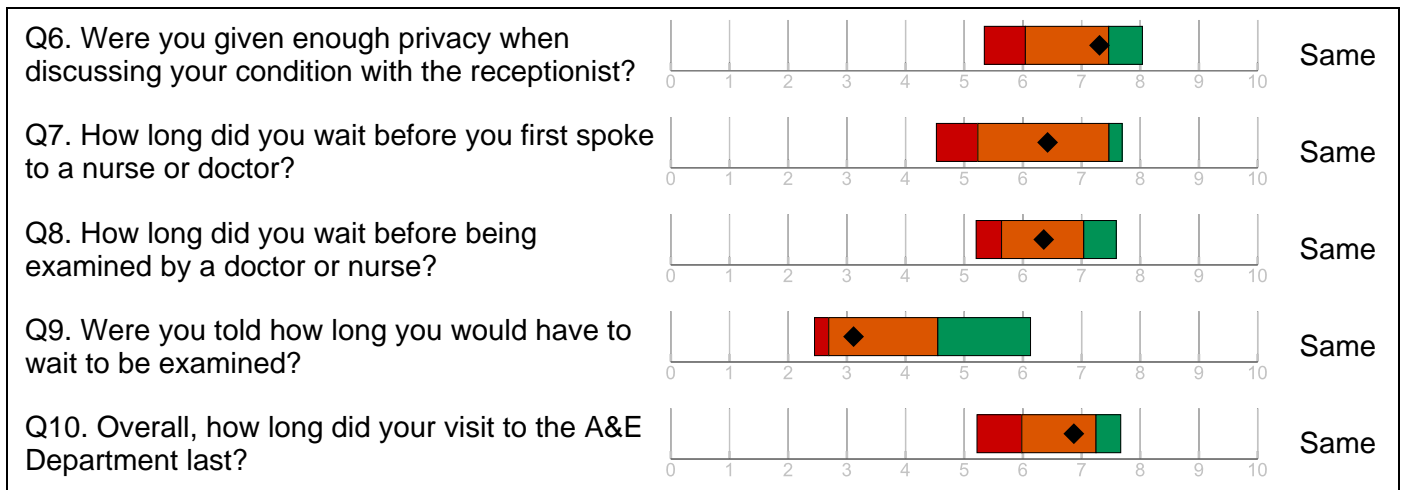 Q6. Were you given enough privacy when
discussing your condition with the receptionist?
0 1 2 3 4 5 6 7 8 9 10
Same
Q7. How long did you wait before you first spoke
to a nurse or doctor?
0 1 2 3 4 5 6 7 8 9 10
Same
Q8. How long did you wait before being
examined by a doctor or nurse?
0 1 2 3 4 5 6 7 8 9 10
Same
Q9. Were you told how long you would have to
wait to be examined?
0 1 2 3 4 5 6 7 8 9 10
Same
Q10. Overall, how long did your visit to the A&E
Department last?
0 1 2 3 4 5 6 7 8 9 10
Same